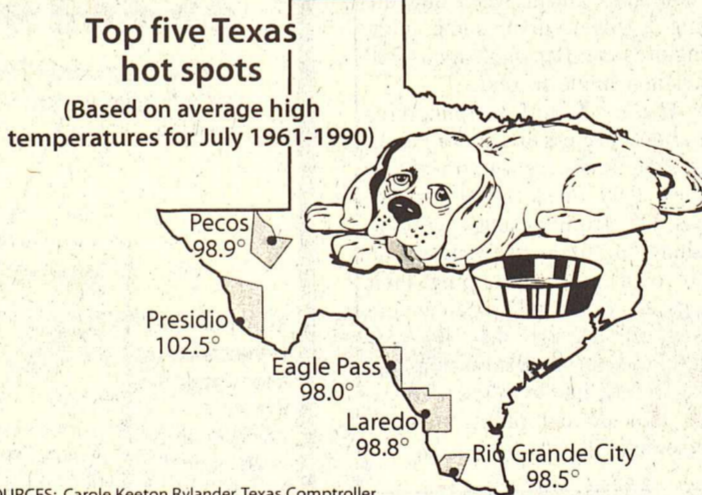 Top five Texas
hot spots
(Based on average high
temperatures for July 1961-1990)
Pecos
98.9°
Presidio
102.5°
Eagle Pass
98.0°
Laredo
98.8°
Rio Grande City
98.5°
OURCES: Carole Keeton Rylander Texas Comptroller